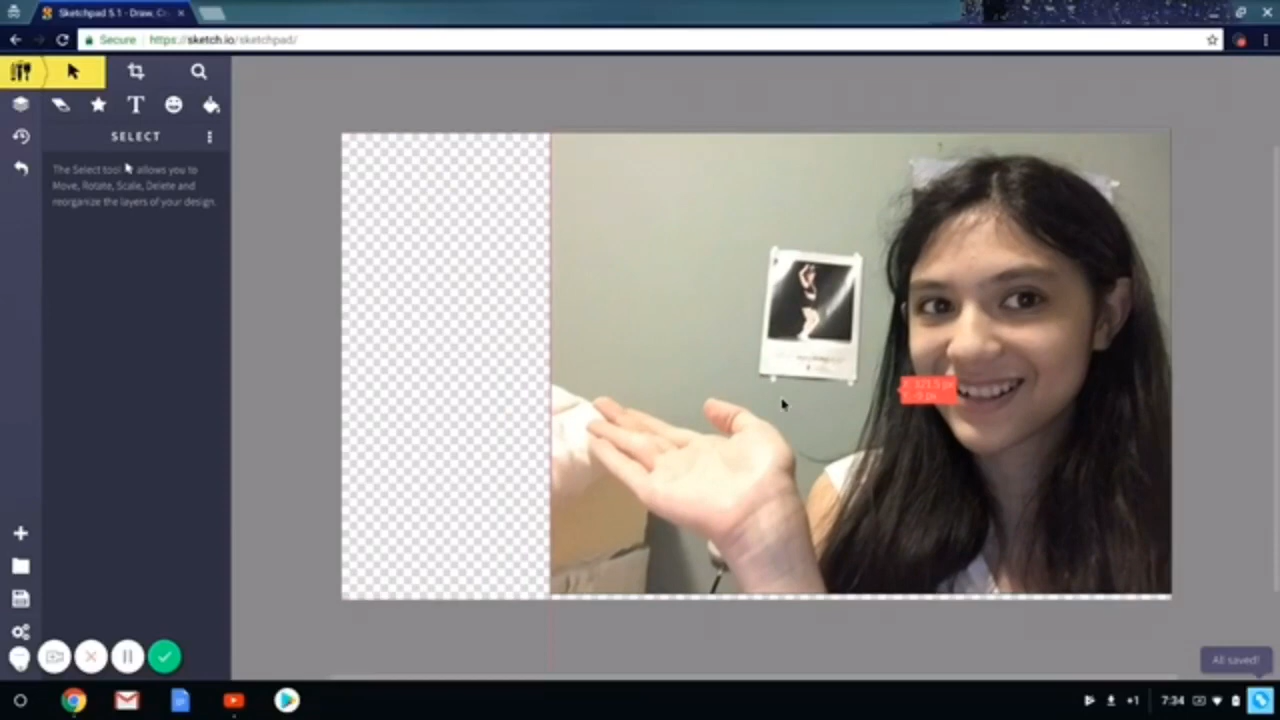 Sketchpad 5.1 - Draw, Cr
Secure https://sketch.io/sketchpad/
T
SELECT
The Select tool allows you to
Move, Rotate, Scale, Delete and
reorganize the layers of your design.
All saved!
+1 7:34